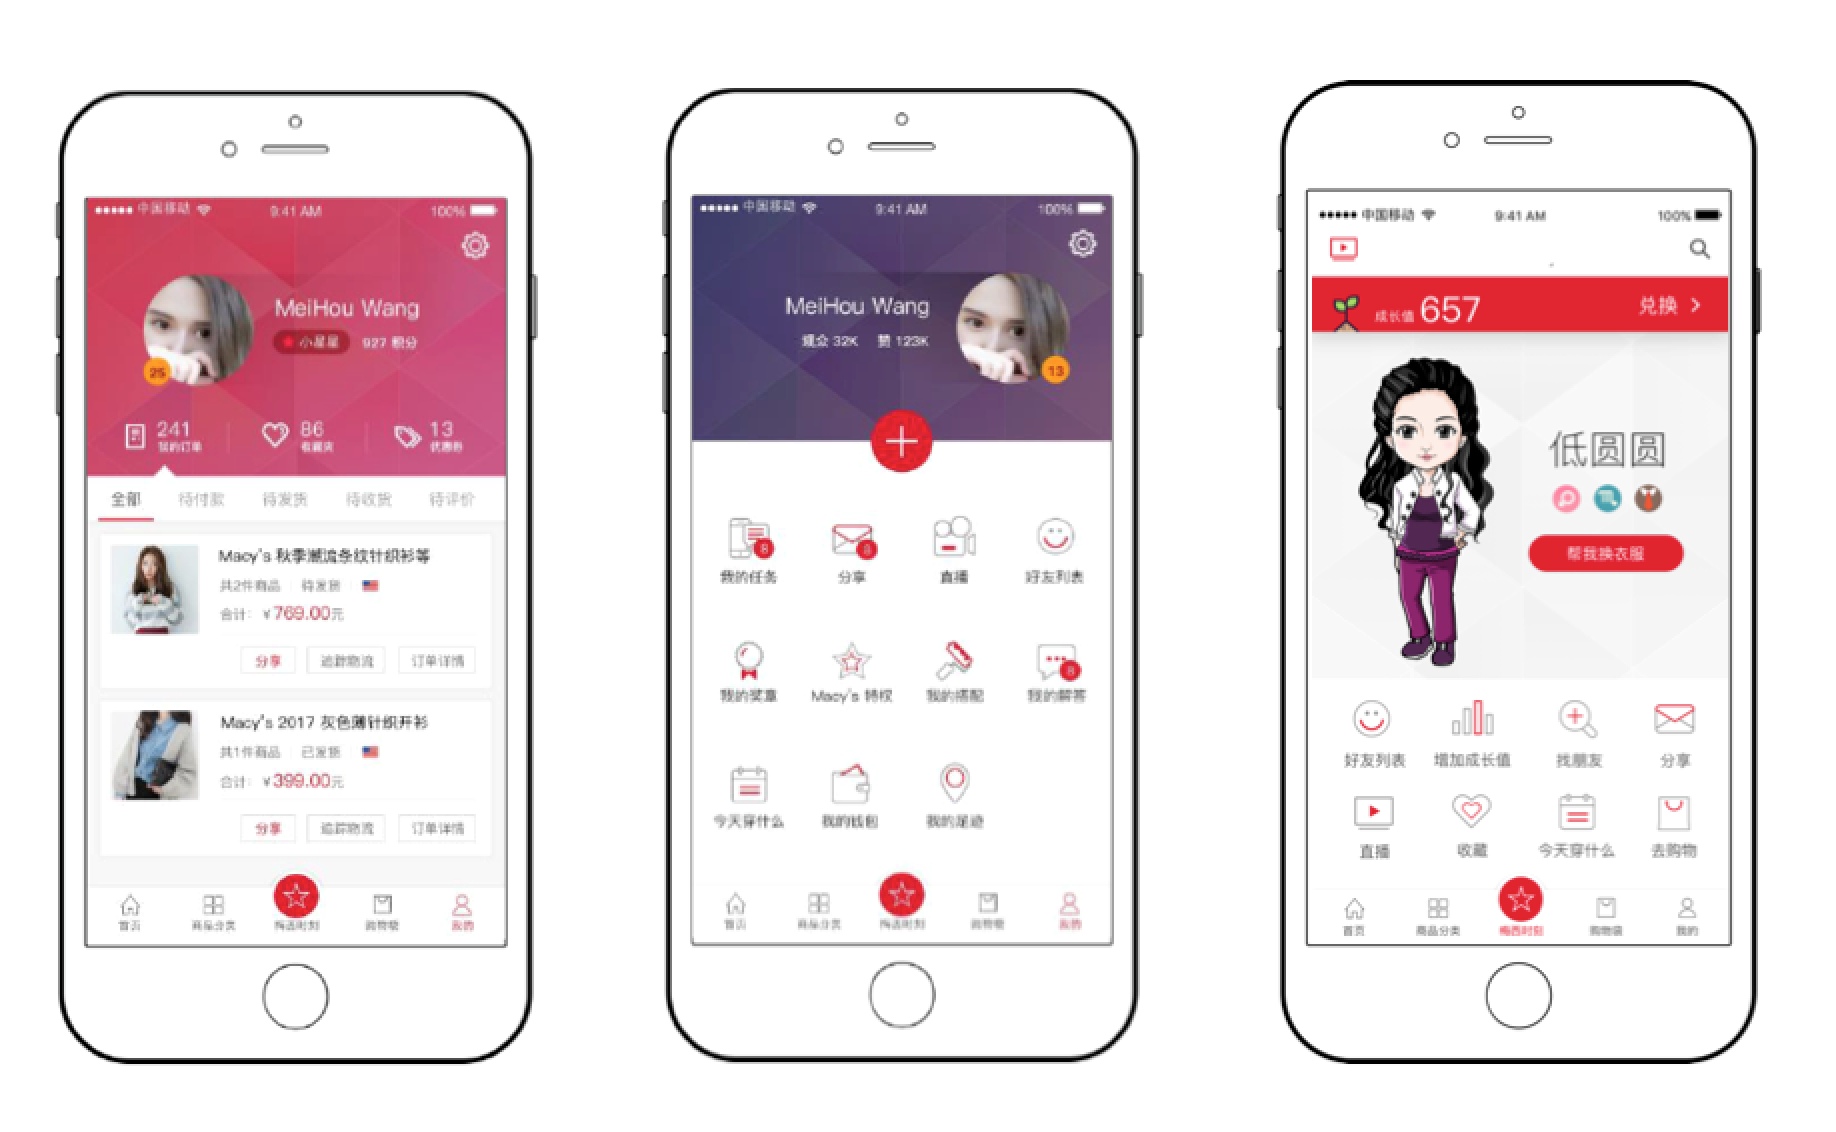 中国移动 9:41 AM 100%
MeiHou Wang
小星星 927 积分
25
241 86 13
我的订单 收藏夹 优惠券
全部 待付款 待发货 待收货 待评价
Macy's 秋季潮流条纹针织衫等
共2件商品 待发货
合计: ¥769.00元
分享 追踪物流 订单详情
Macy's 2017 灰色薄针织开衫
共1件商品 已发货
合计: ¥399.00元
分享 追踪物流 订单详情
首页 商品分类 梅西时刻 购物袋 我的
中国移动 9:41 AM 100%
MeiHou Wang
观众 32K 赞 123K
13
8 8
我的任务 分享 直播 好友列表
8
我的奖章 Macy's 特权 我的搭配 我的解答
今天穿什么 我的钱包 我的足迹
首页 商品分类 梅西时刻 购物袋 我的
中国移动 9:41 AM 100%
成长值 657 兑换
低圆圆
帮我换衣服
好友列表 增加成长值 找朋友 分享
直播 收藏 今天穿什么 去购物
首页 商品分类 梅西时刻 购物袋 我的